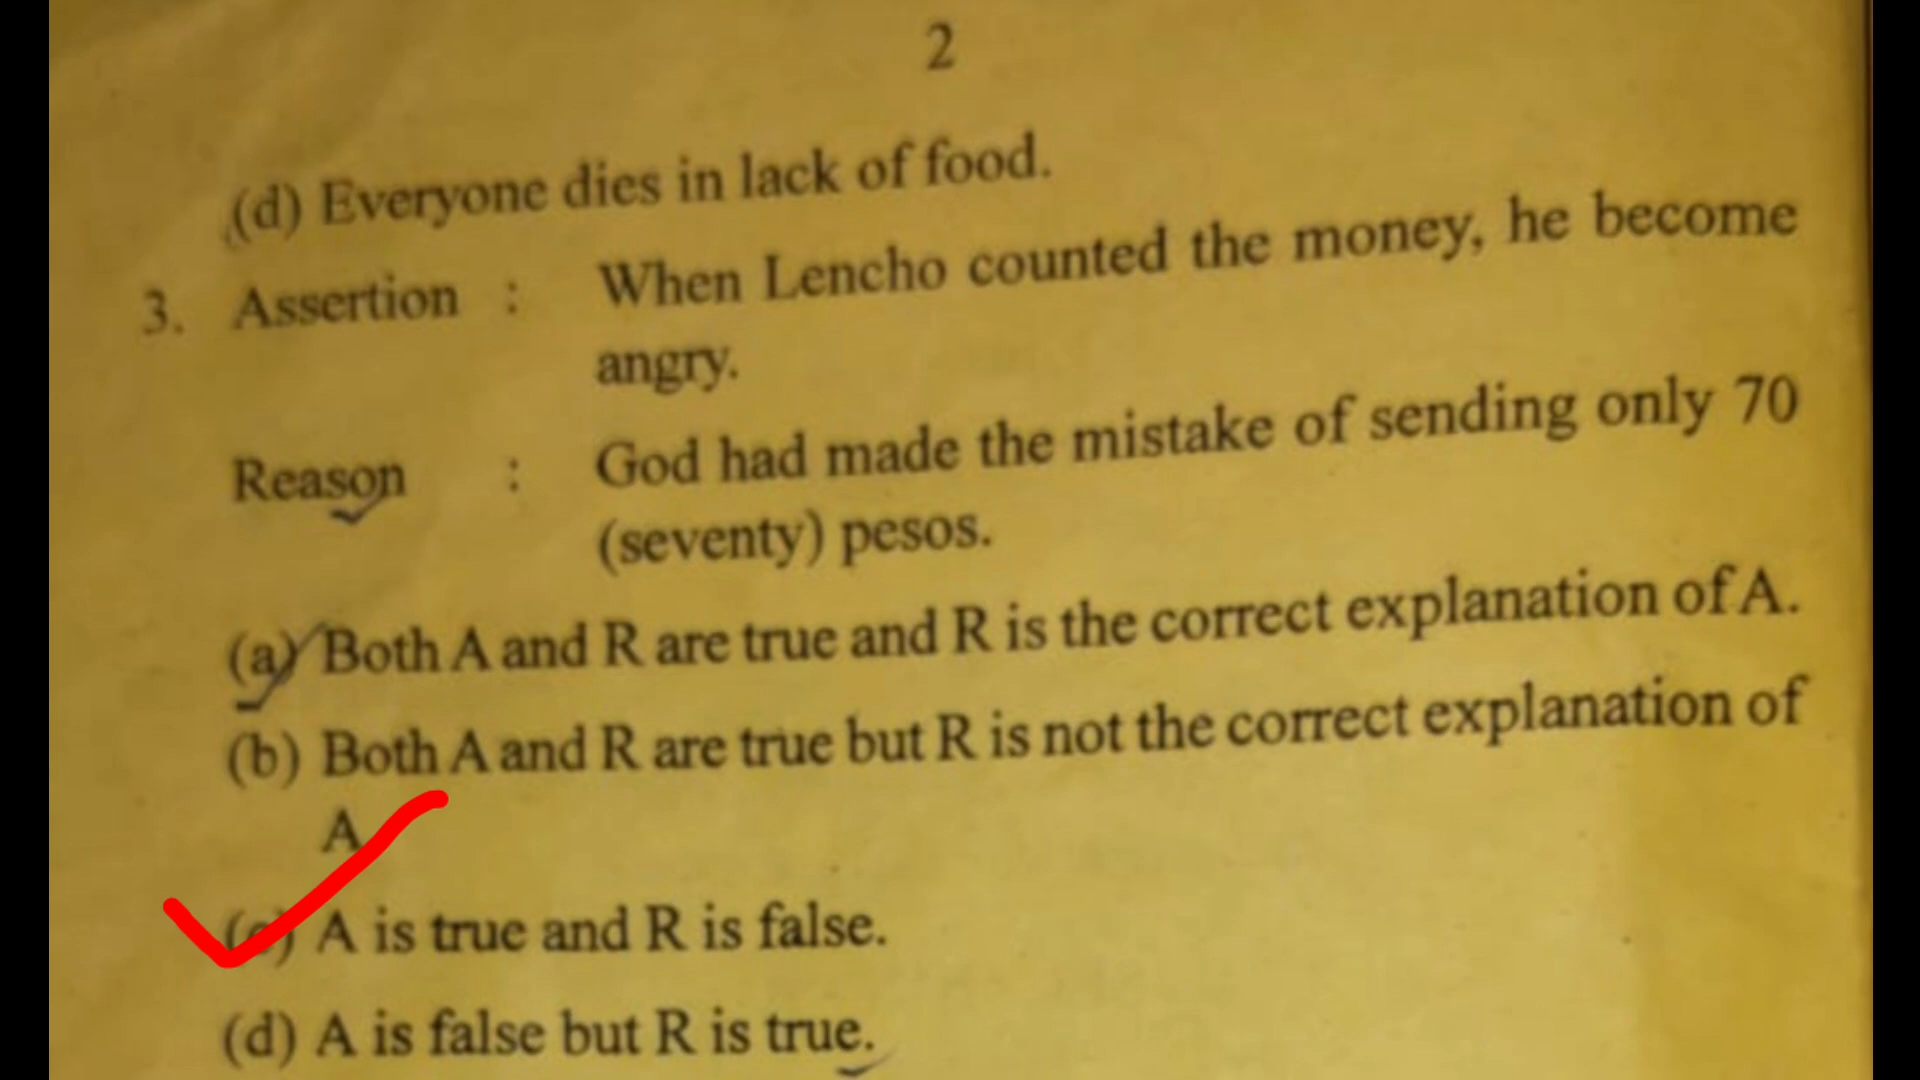 2
(d) Everyone dies in lack of food.
3. Assertion : When Lencho counted the money, he become
angry.
Reason : God had made the mistake of sending only 70
(seventy) pesos.
(a) Both A and R are true and R is the correct explanation of A.
(b) Both A and R are true but R is not the correct explanation of
A
(c) A is true and R is false.
(d) A is false but R is true.